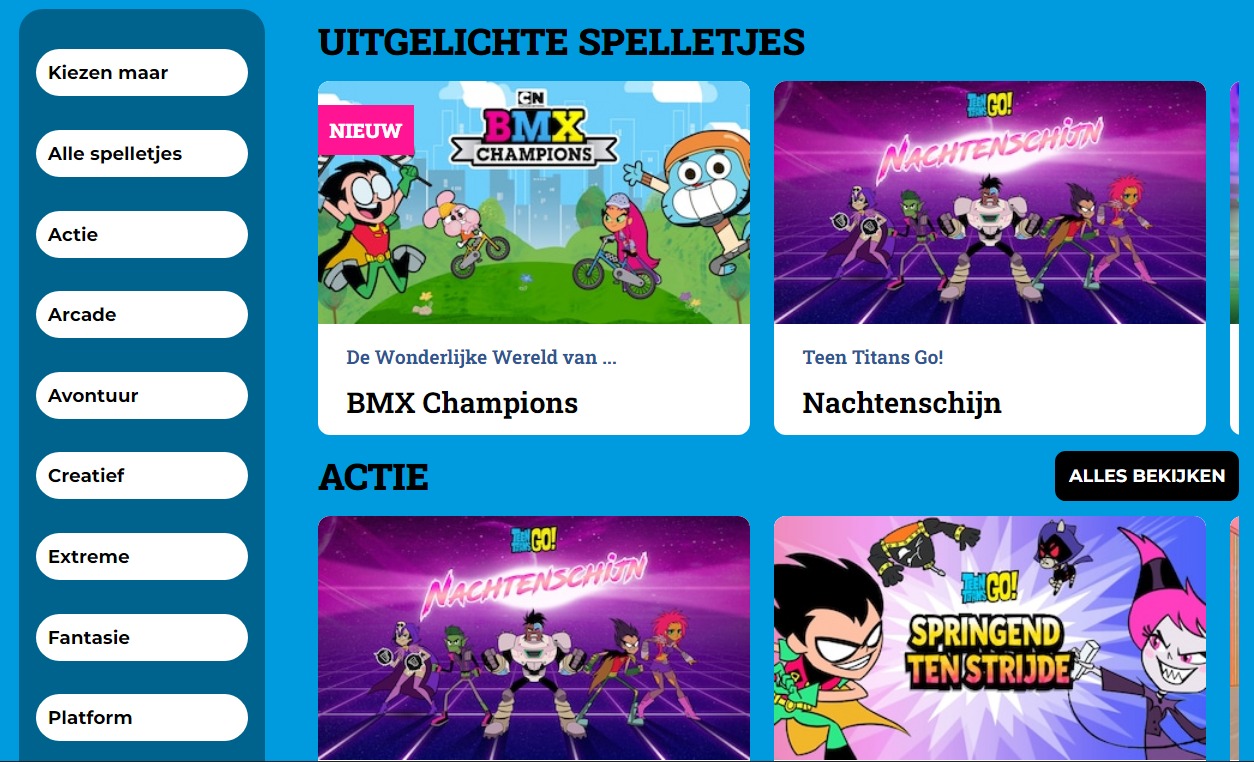 Kiezen maar
Alle spelletjes
Actie
Arcade
Avontuur
Creatief
Extreme
Fantasie
Platform
UITGELICHTE SPELLETJES
NIEUW
CN
BMX
CHAMPIONS
De Wonderlijke Wereld van ...
BMX Champions
TEEN TITANS GO!
NACHTENSCHIJN
Teen Titans Go!
Nachtenschijn
ACTIE
ALLES BEKIJKEN
TEEN TITANS GO!
NACHTENSCHIJN
TEEN TITANS GO!
SPRINGEND
TEN STRIJDE